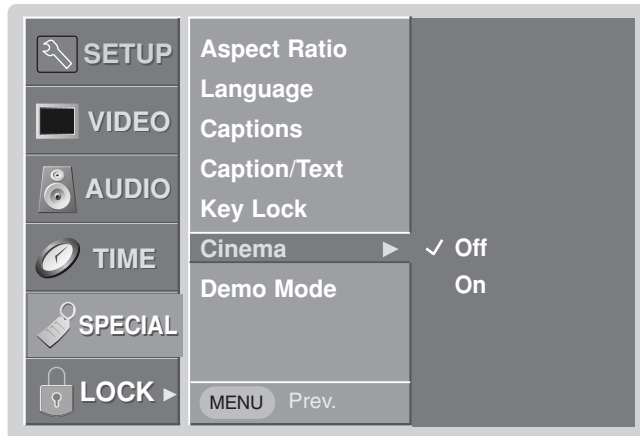 SETUP
VIDEO
AUDIO
TIME
SPECIAL
LOCK
Aspect Ratio
Language
Captions
Caption/Text
Key Lock
Cinema
Demo Mode
MENU Prev.
Off
On